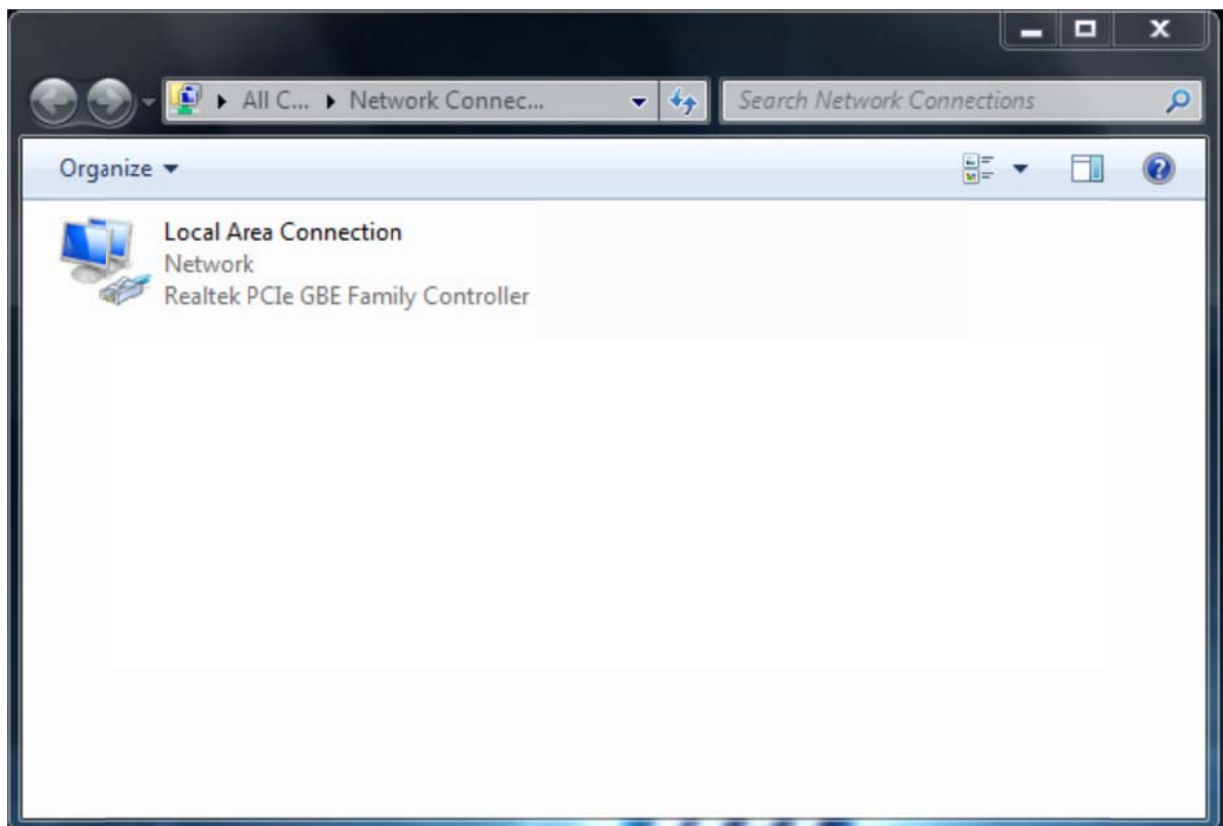 All C... Network Connec...
Search Network Connections
Organize
Local Area Connection
Network
Realtek PCIe GBE Family Controller